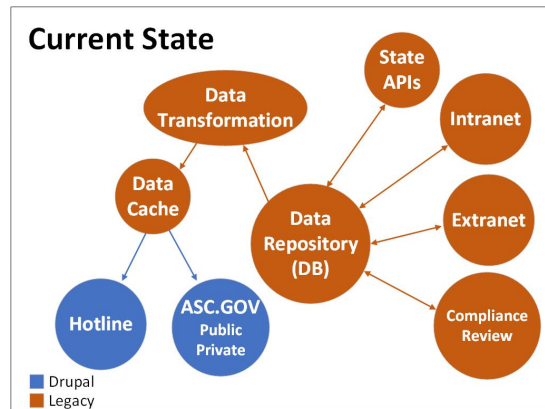 Current State
State
APIs
Data
Transformation
Intranet
Data
Cache
Data
Repository
(DB)
Extranet
Hotline
ASC.GOV
Public
Private
Compliance
Review
Drupal
Legacy